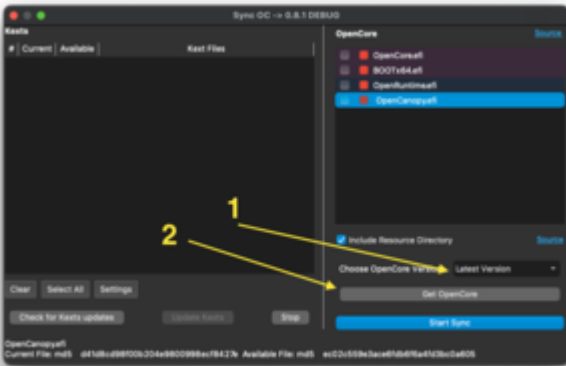 Sync OC -> 0.8.1 DEBUG
Kexts
# Current Available Kext Files
OpenCore Source
OpenCore.efi
BOOTx64.efi
OpenRuntime.efi
OpenCanopy.efi
1
2
Include Resource Directory Source
Choose OpenCore Version Latest Version
Get OpenCore
Clear Select All Settings
Check for Kexts updates Update Kexts Stop
Start Sync
OpenCanopy.efi
Current File: md5 Available File: md5